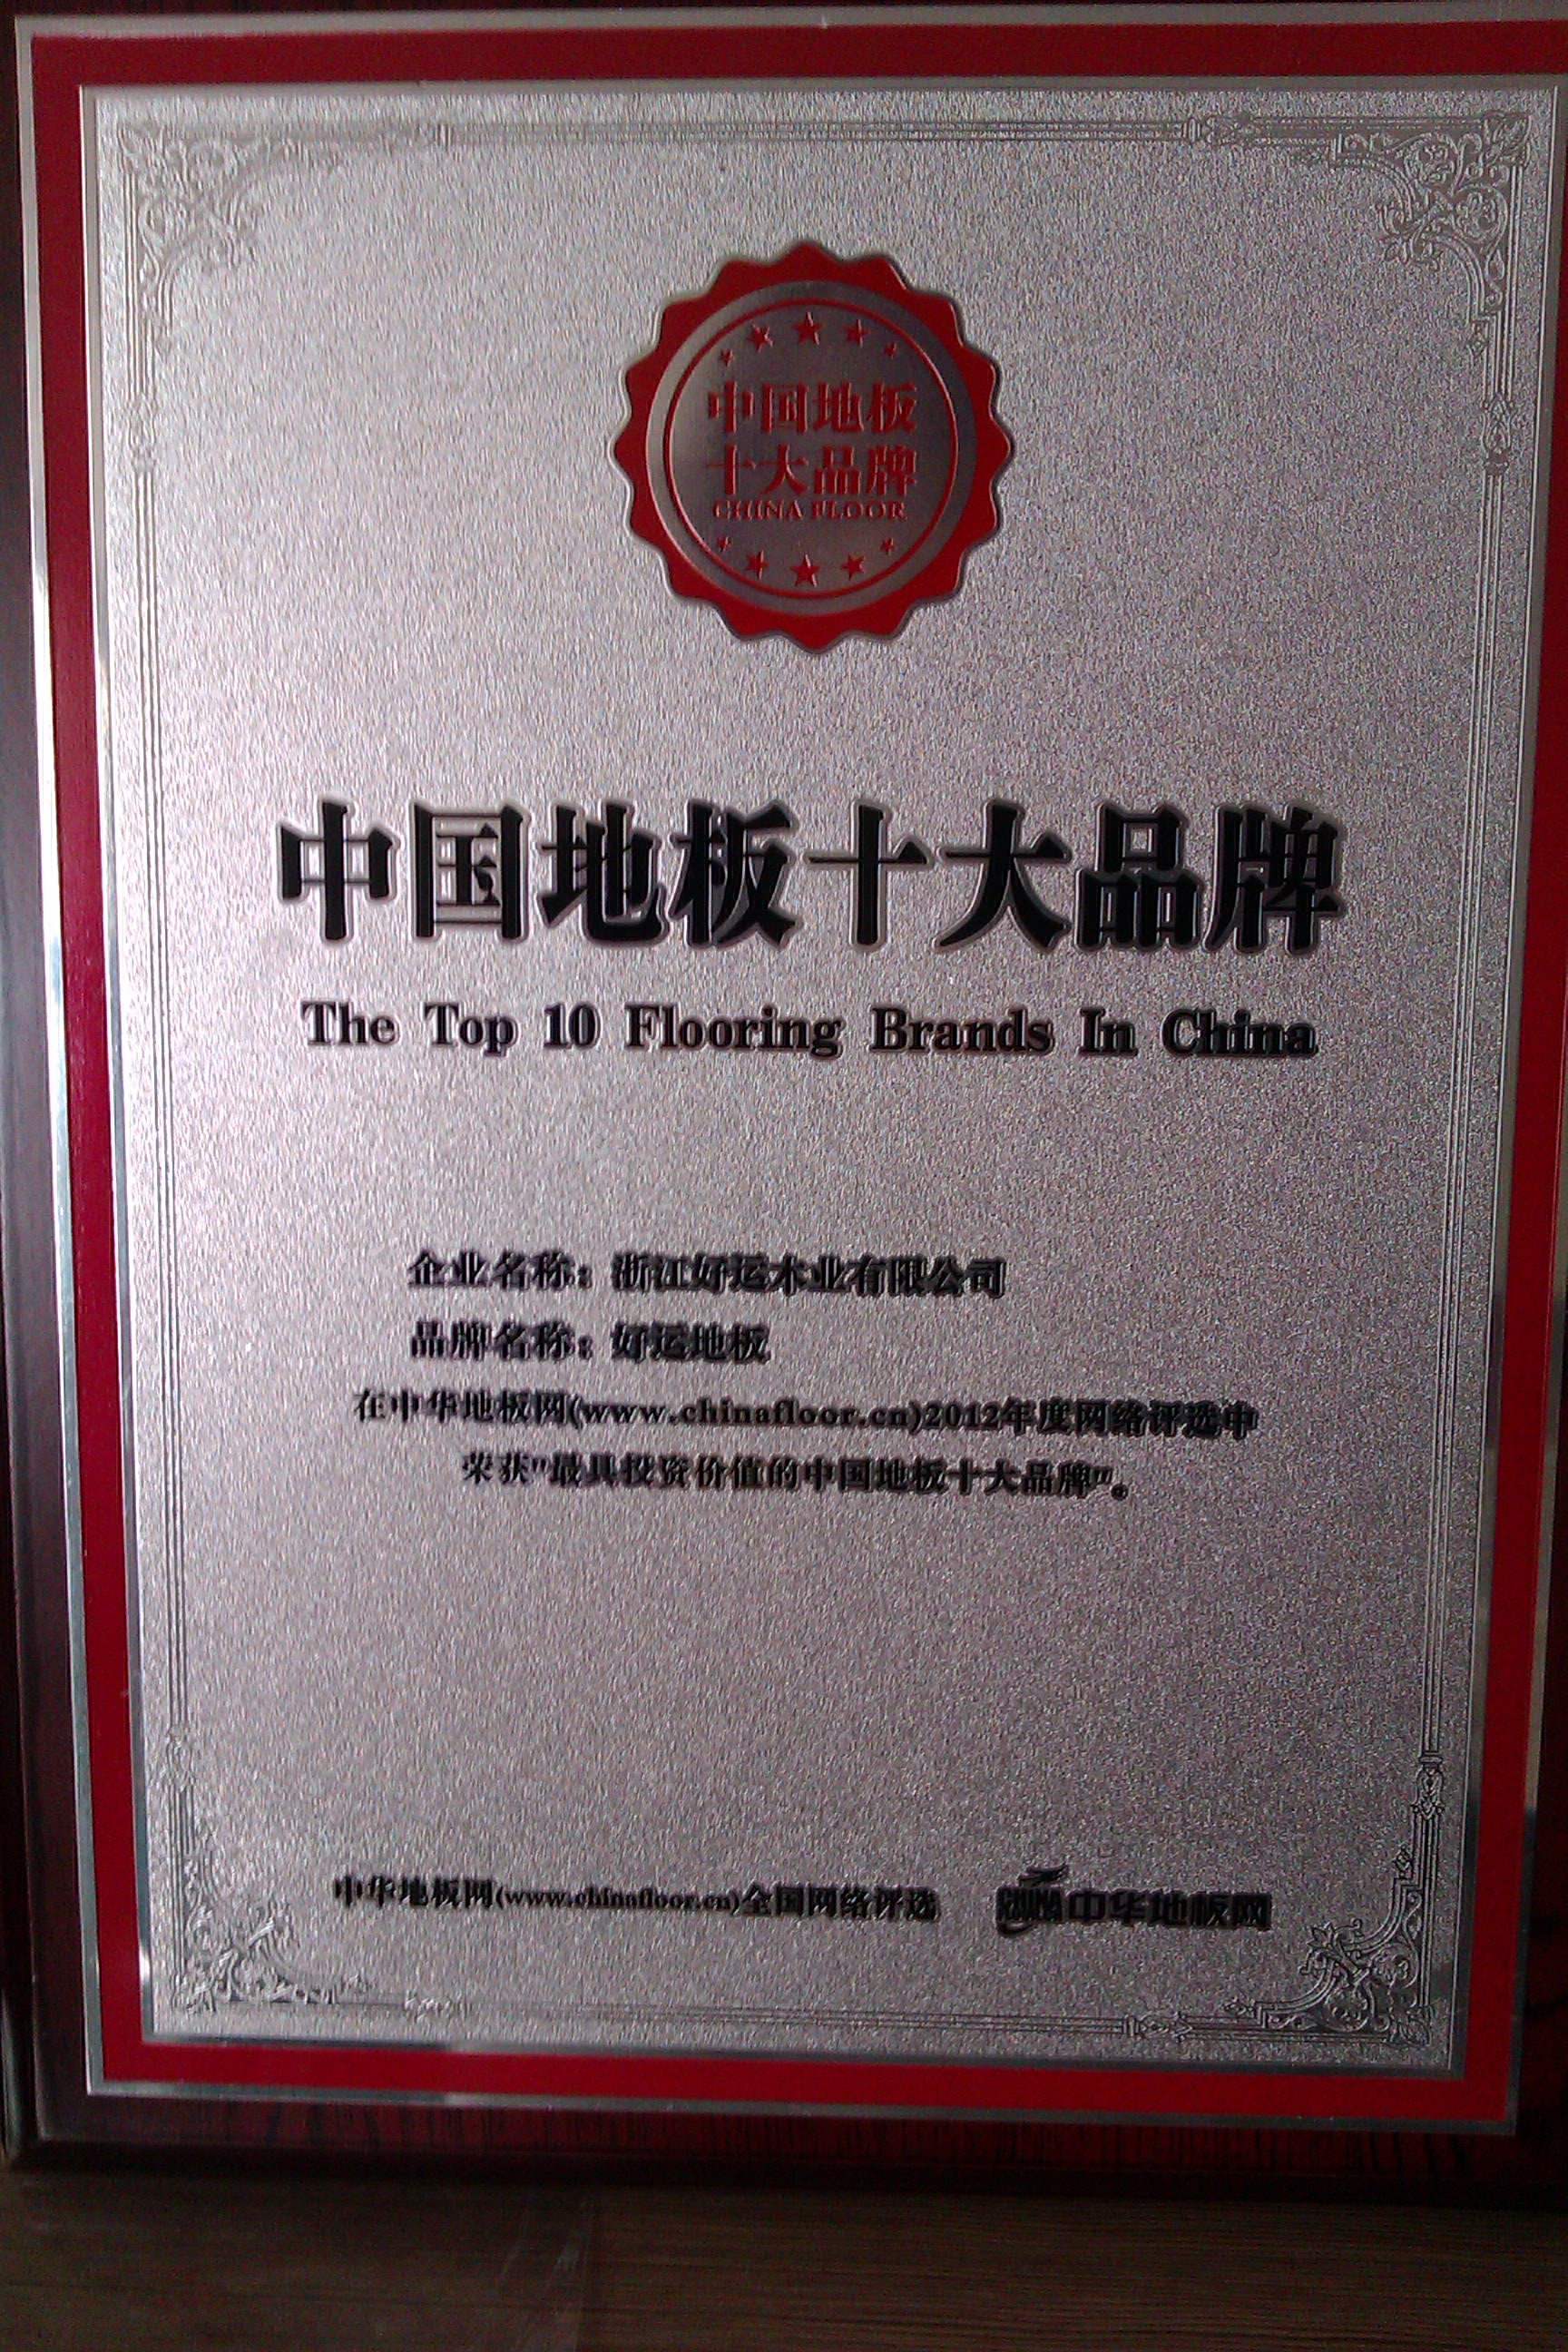 中国地板
十大品牌
CHINA FLOOR
中国地板十大品牌
The Top 10 Flooring Brands In China
企业名称：浙江好运木业有限公司
品牌名称：好运地板
在中华地板网(www.chinafloor.cn)2012年度网络评选中
荣获"最具投资价值的中国地板十大品牌"。
中华地板网(www.chinafloor.cn)全国网络评选 CHINA中华地板网